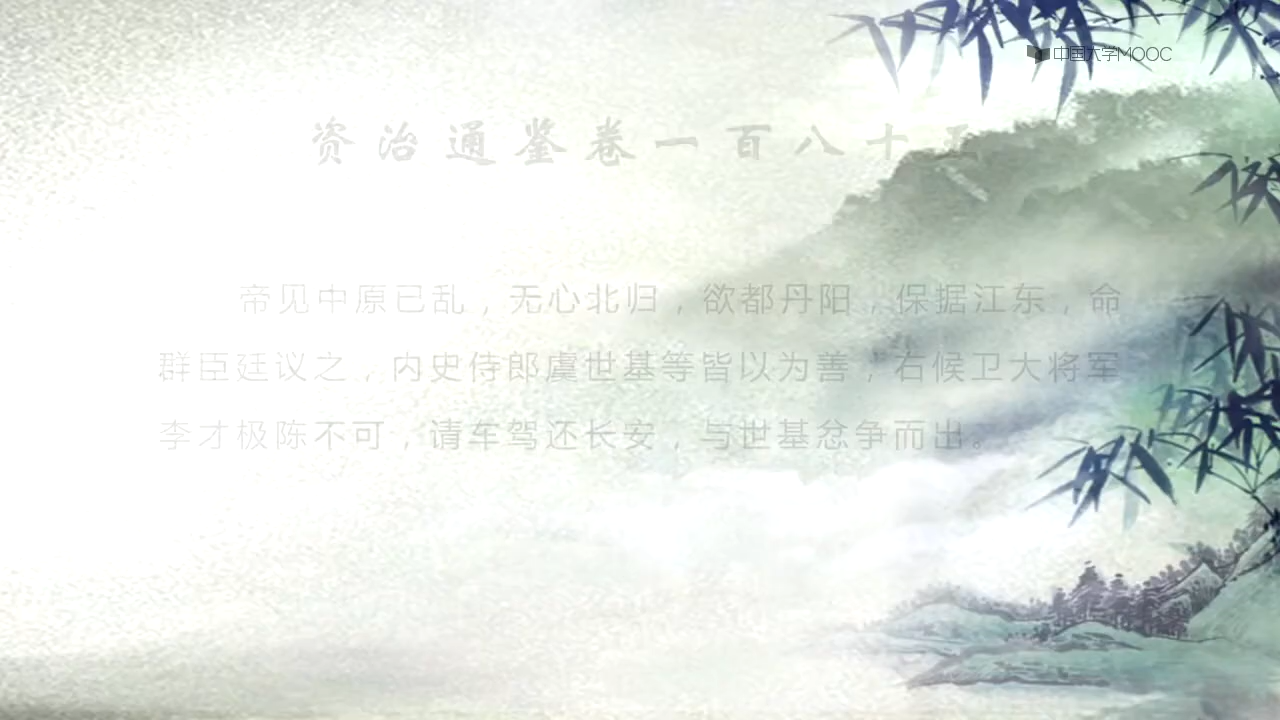 中国大学MOOC
资治通鉴卷一百八十五
帝见中原已乱，无心北归，欲都丹阳，保据江东，命
群臣廷议之，内史侍郎虞世基等皆以为善；右候卫大将军
李才极陈不可，请车驾还长安，与世基忿争而出。